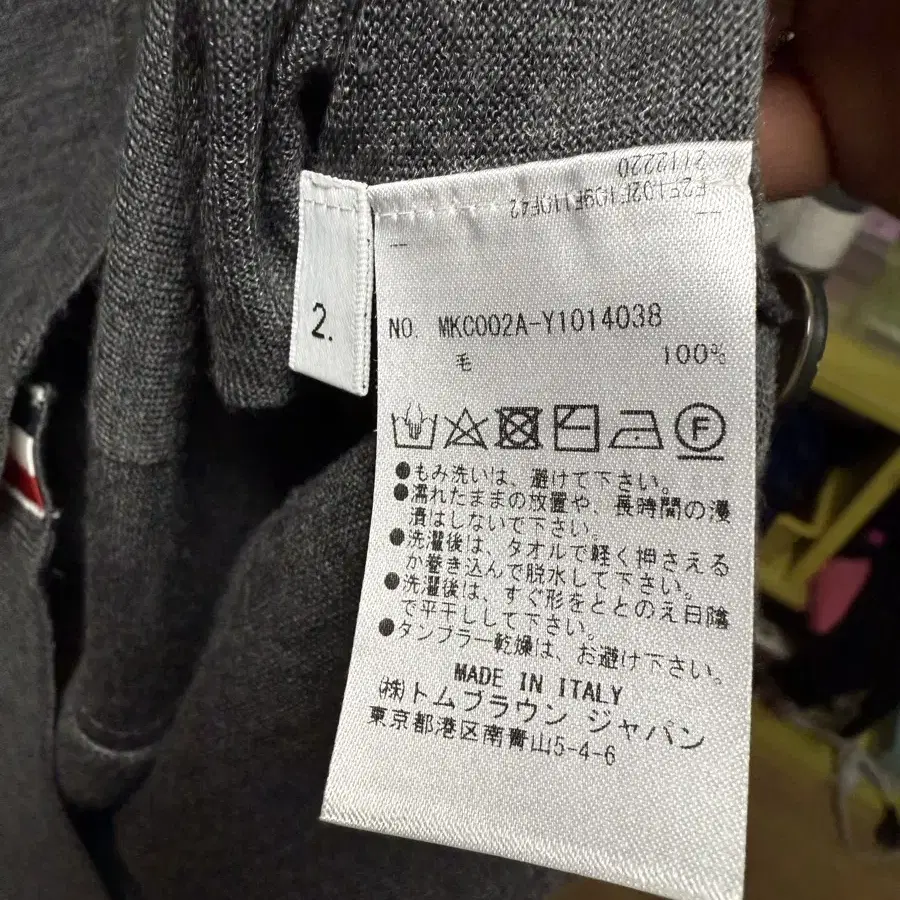 2112220
2.
NO. MKC002A-Y1014038
毛 100%
F
●もみ洗いは、避けて下さい。
●濡れたままの放置や、長時間の浸
漬はしないで下さい。
●洗濯後は、タオルで軽く押さえる
か巻き込んで脱水して下さい。
●洗濯後は、すぐ形をととのえ日陰
で平干しして下さい。
●タンブラー乾燥は、お避け下さい。
MADE IN ITALY
(株)トムブラウン ジャパン
東京都港区南青山5-4-6